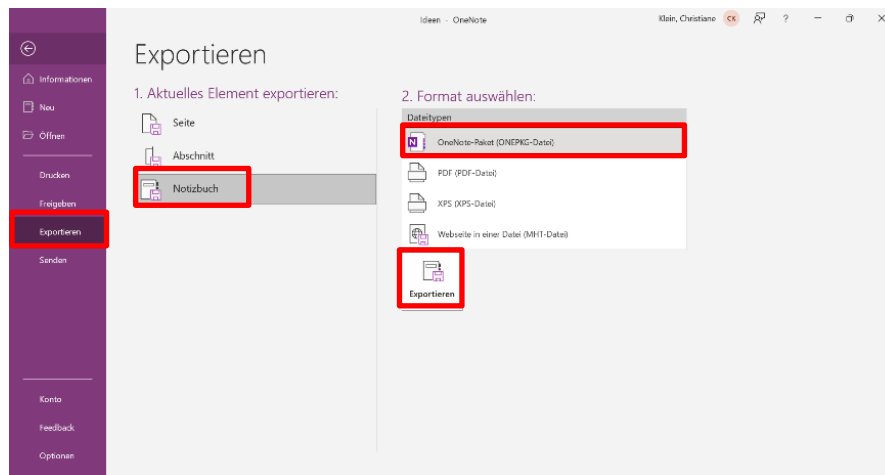 Ideen - OneNote
Klein, Christiane CK ?
Informationen
Neu
Öffnen
Drucken
Freigeben
Exportieren
Senden
Konto
Feedback
Optionen
Exportieren
1. Aktuelles Element exportieren:
Seite
Abschnitt
Notizbuch
2. Format auswählen:
Dateitypen
N OneNote-Paket (ONEPKG-Datei)
PDF (PDF-Datei)
XPS (XPS-Datei)
Webseite in einer Datei (MHT-Datei)
Exportieren